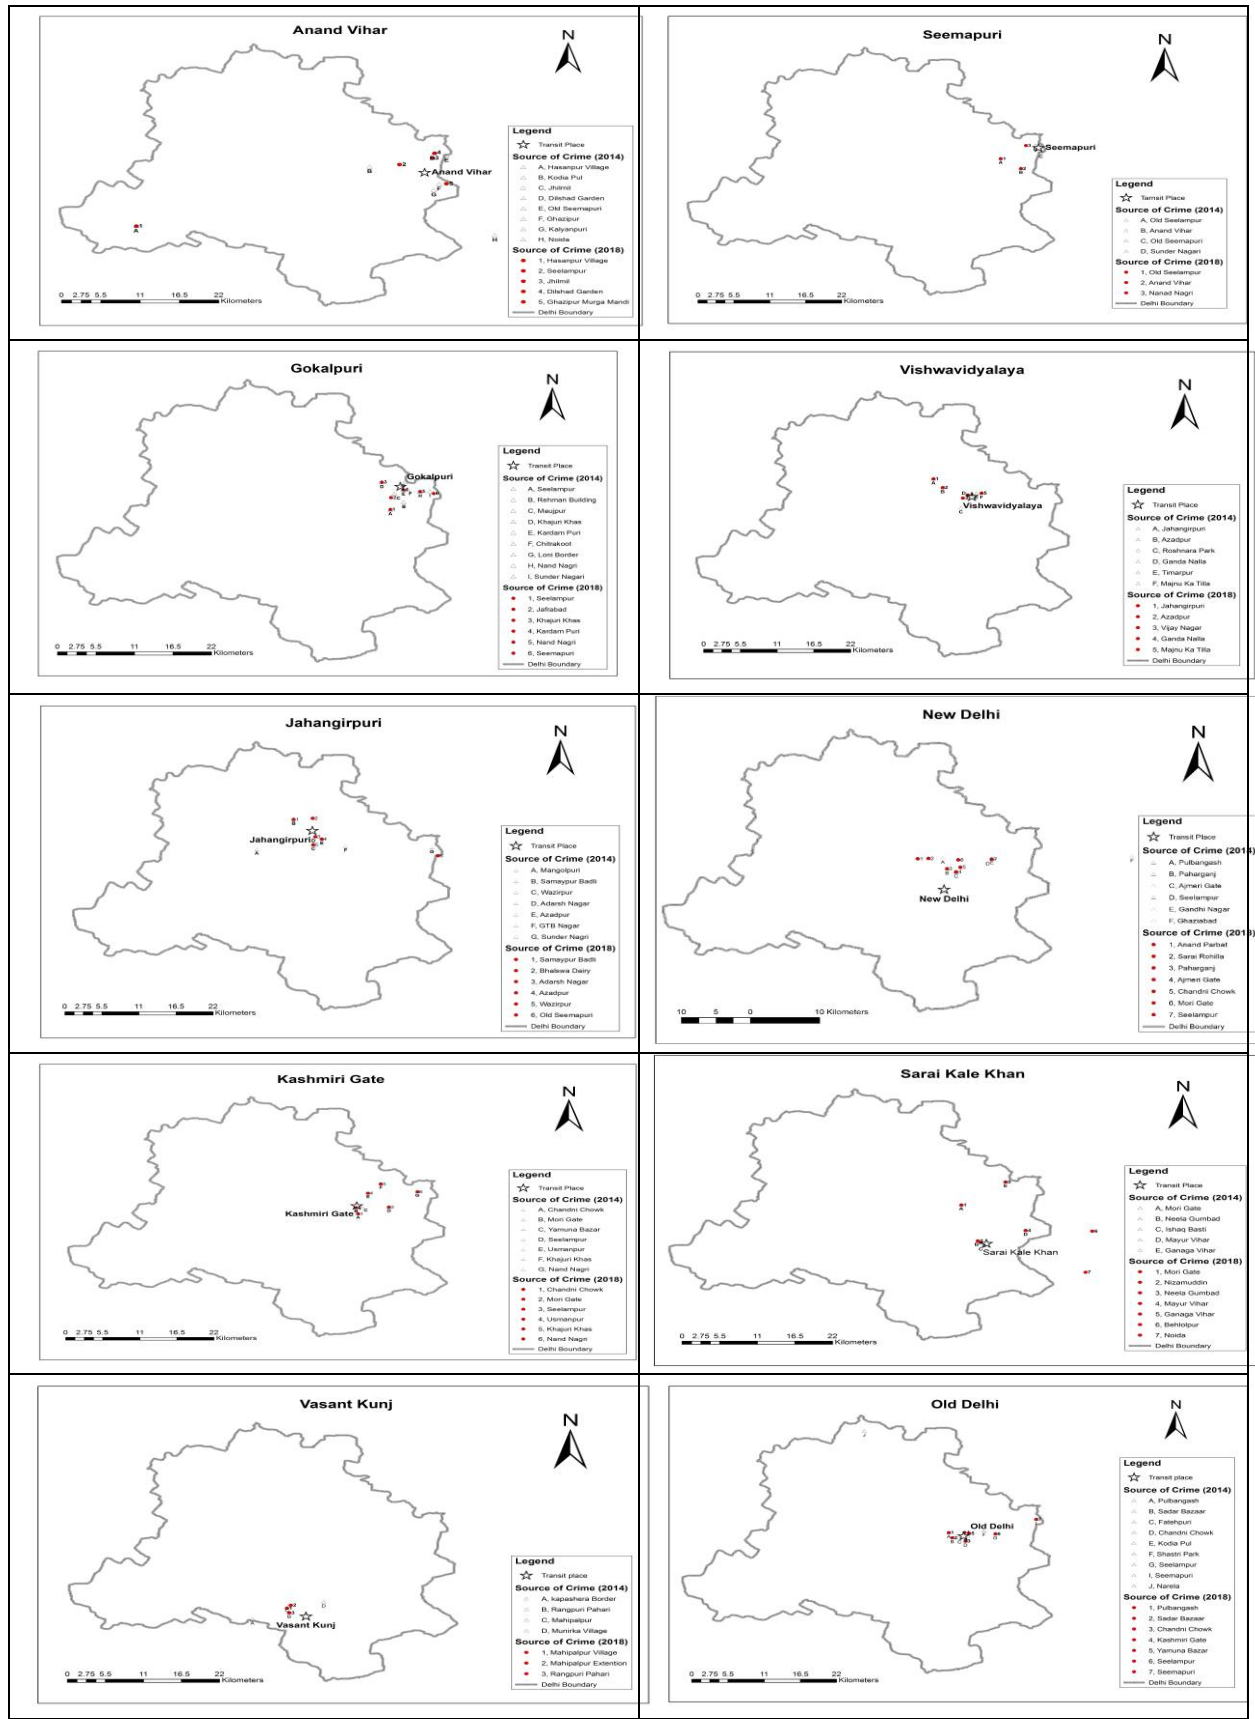 Anand Vihar
N
Anand Vihar
Legend
Transit Place
Source of Crime (2014)
A, Hasanpur Village
B, Kodia Pul
C, Jhilmil
D, Dilshad Garden
E, Old Seemapuri
F, Ghazipur
G, Kalyanpuri
H, Noida
Source of Crime (2018)
1, Hasanpur Village
2, Seelampur
3, Jhilmil
4, Dilshad Garden
5, Ghazipur Murga Mandi
Delhi Boundary
0 2.75 5.5 11 16.5 22
Kilometers
Seemapuri
N
Seemapuri
Legend
Tarnsit Place
Source of Crime (2014)
A, Old Seelampur
B, Anand Vihar
C, Old Seemapuri
D, Sunder Nagari
Source of Crime (2018)
1, Old Seelampur
2, Anand Vihar
3, Nanad Nagri
Delhi Boundary
0 2.75 5.5 11 16.5 22
Kilometers
Gokalpuri
N
Gokalpuri
Legend
Transit Place
Source of Crime (2014)
A, Seelampur
B, Rehman Building
C, Maujpur
D, Khajuri Khas
E, Kardam Puri
F, Chitrakoot
G, Loni Border
H, Nand Nagri
I, Sunder Nagari
Source of Crime (2018)
1, Seelampur
2, Jafrabad
3, Khajuri Khas
4, Kardam Puri
5, Nand Nagri
6, Seemapuri
Delhi Boundary
0 2.75 5.5 11 16.5 22
Kilometers
Vishwavidyalaya
N
Vishwavidyalaya
Legend
Transit Place
Source of Crime (2014)
A, Jahangirpuri
B, Azadpur
C, Roshnara Park
D, Ganda Nalla
E, Timarpur
F, Majnu Ka Tilla
Source of Crime (2018)
1, Jahangirpuri
2, Azadpur
3, Vijay Nagar
4, Ganda Nalla
5, Majnu Ka Tilla
Delhi Boundary
0 2.75 5.5 11 16.5 22
Kilometers
Jahangirpuri
N
Jahangirpuri
Legend
Transit Place
Source of Crime (2014)
A, Mangolpuri
B, Samaypur Badli
C, Wazirpur
D, Adarsh Nagar
E, Azadpur
F, GTB Nagar
G, Sunder Nagri
Source of Crime (2018)
1, Samaypur Badli
2, Bhalswa Dairy
3, Adarsh Nagar
4, Azadpur
5, Wazirpur
6, Old Seemapuri
Delhi Boundary
0 2.75 5.5 11 16.5 22
Kilometers
New Delhi
N
New Delhi
Legend
Transit Place
Source of Crime (2014)
A, Pulbangash
B, Paharganj
C, Ajmeri Gate
D, Seelampur
E, Gandhi Nagar
F, Ghaziabad
Source of Crime (2018)
1, Anand Parbat
2, Sarai Rohilla
3, Paharganj
4, Ajmeri Gate
5, Chandni Chowk
6, Mori Gate
7, Seelampur
Delhi Boundary
10 5 0 10 Kilometers
Kashmiri Gate
N
Kashmiri Gate
Legend
Transit Place
Source of Crime (2014)
A, Chandni Chowk
B, Mori Gate
C, Yamuna Bazar
D, Seelampur
E, Usmanpur
F, Khajuri Khas
G, Nand Nagri
Source of Crime (2018)
1, Chandni Chowk
2, Mori Gate
3, Seelampur
4, Usmanpur
5, Khajuri Khas
6, Nand Nagri
Delhi Boundary
0 2.75 5.5 11 16.5 22
Kilometers
Sarai Kale Khan
N
Sarai Kale Khan
Legend
Transit Place
Source of Crime (2014)
A, Mori Gate
B, Neela Gumbad
C, Ishaq Basti
D, Mayur Vihar
E, Ganaga Vihar
Source of Crime (2018)
1, Mori Gate
2, Nizamuddin
3, Neela Gumbad
4, Mayur Vihar
5, Ganaga Vihar
6, Behlolpur
7, Noida
Delhi Boundary
0 2.75 5.5 11 16.5 22
Kilometers
Vasant Kunj
N
Vasant Kunj
Legend
Transit place
Source of Crime (2014)
A, kapashera Border
B, Rangpuri Pahari
C, Mahipalpur
D, Munirka Village
Source of Crime (2018)
1, Mahipalpur Village
2, Mahipalpur Extention
3, Rangpuri Pahari
Delhi Boundary
0 2.75 5.5 11 16.5 22
Kilometers
Old Delhi
N
Old Delhi
Legend
Transit place
Source of Crime (2014)
A, Pulbangash
B, Sadar Bazaar
C, Fatehpuri
D, Chandni Chowk
E, Kodia Pul
F, Shastri Park
G, Seelampur
I, Seemapuri
J, Narela
Source of Crime (2018)
1, Pulbangash
2, Sadar Bazaar
3, Chandni Chowk
4, Kashmiri Gate
5, Yamuna Bazar
6, Seelampur
7, Seemapuri
Delhi Boundary
0 2.75 5.5 11 16.5 22
Kilometers